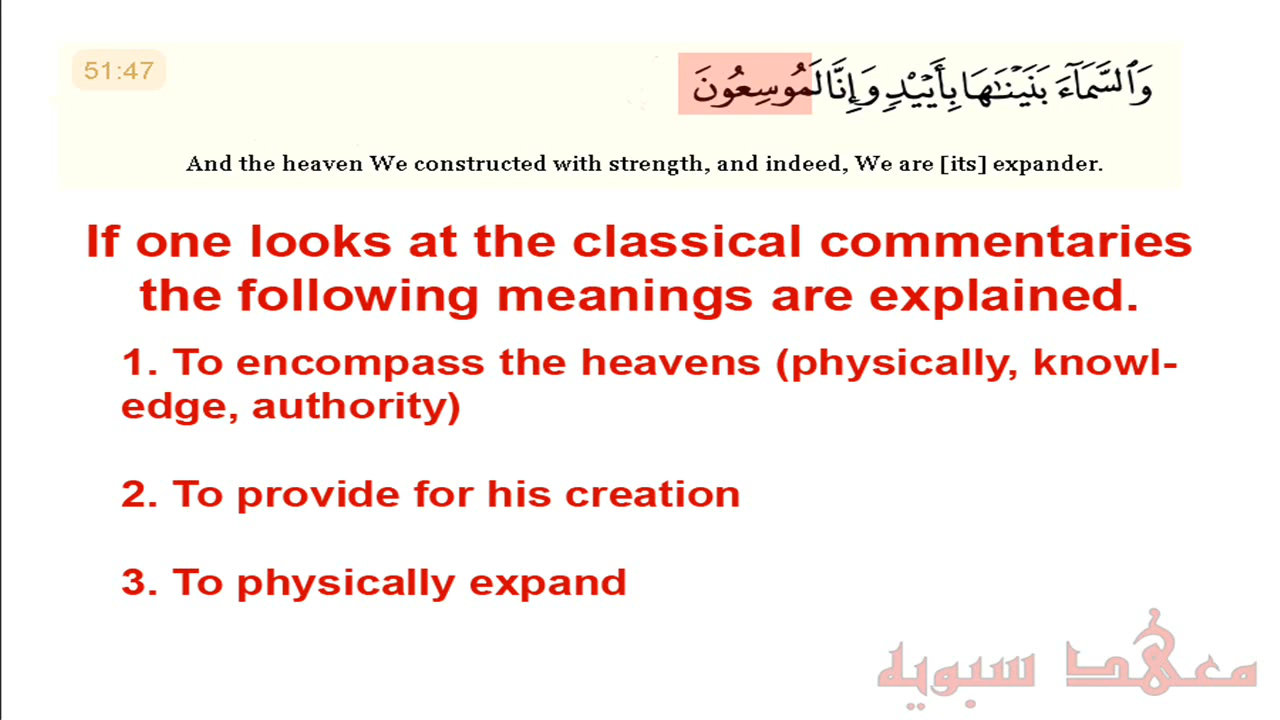 51:47
وَٱلسَّمَآءَ بَنَيْنَٰهَا بِأَيْي۟دٍ وَإِنَّا لَمُوسِعُونَ
And the heaven We constructed with strength, and indeed, We are [its] expander.
If one looks at the classical commentaries
the following meanings are explained.
1. To encompass the heavens (physically, knowl-
edge, authority)
2. To provide for his creation
3. To physically expand
معهد سبويه